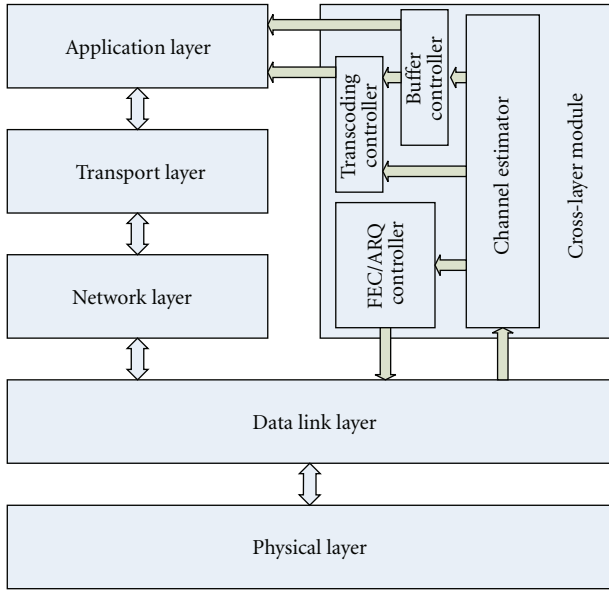 Application layer
Transport layer
Network layer
Data link layer
Physical layer
Transcoding
controller
Buffer
controller
FEC/ARQ
controller
Channel estimator
Cross-layer module